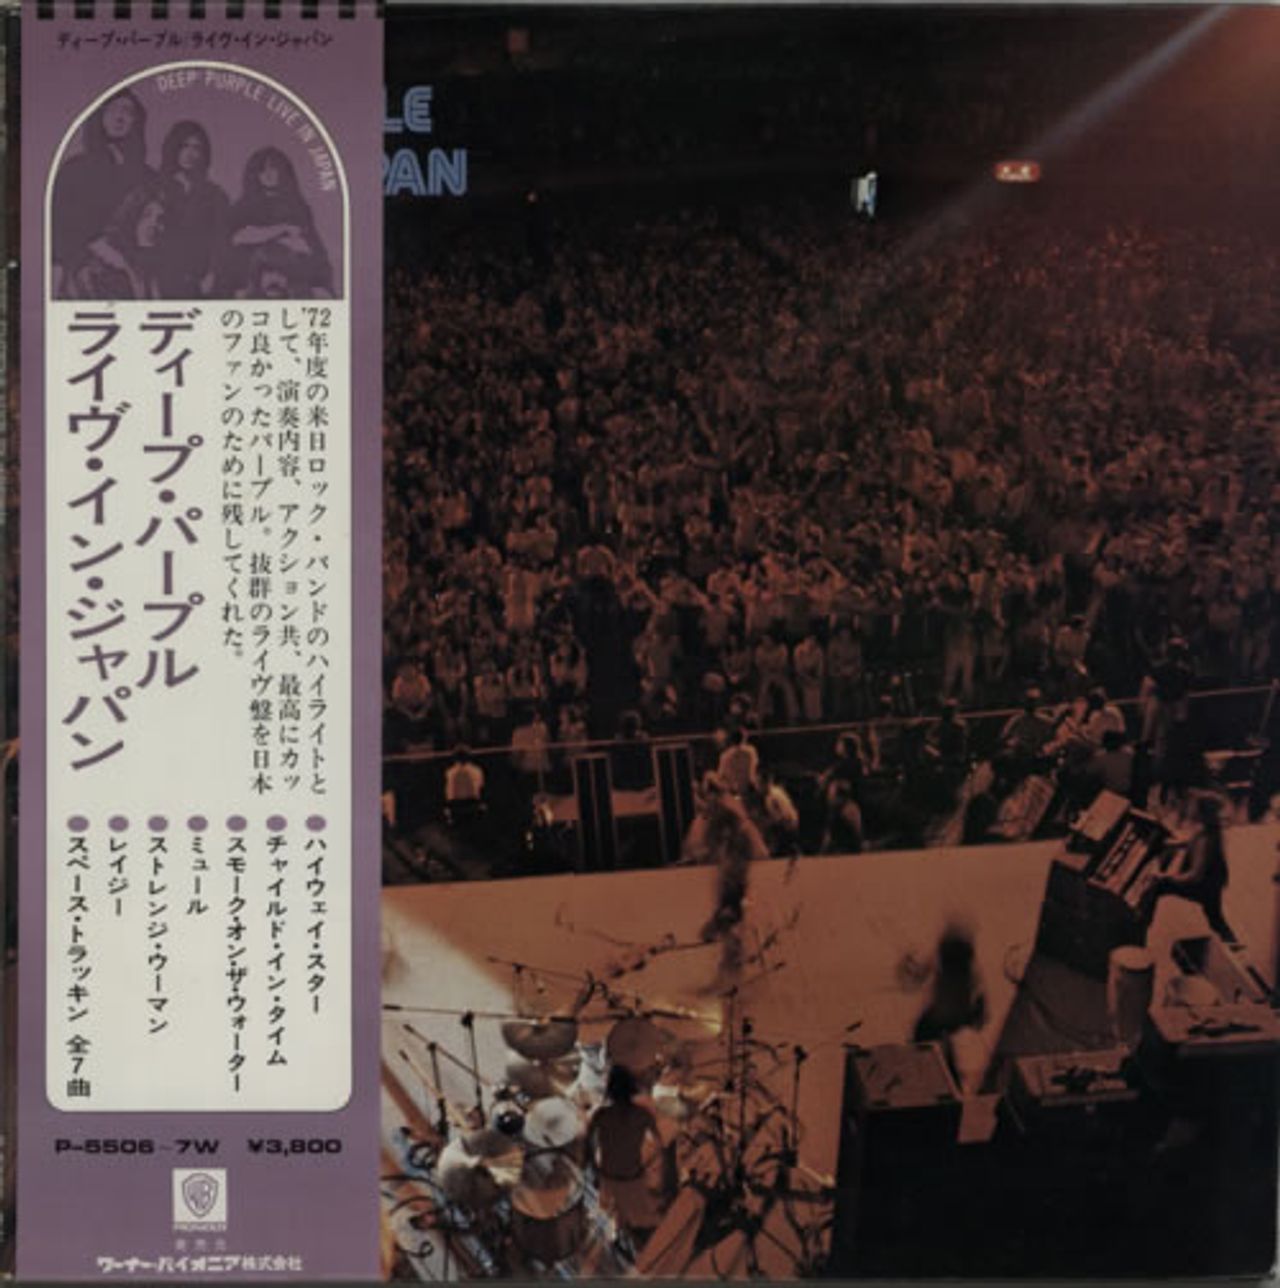 ディープ・パープル/ライヴ・イン・ジャパン
DEEP PURPLE LIVE IN JAPAN
LE
PAN
'72年度の来日ロック・バンドのハイライトと
して、演奏内容、アクション共、最高にカッ
コ良かったパープル。抜群のライヴ盤を日本
のファンのために残してくれた。
ディープ・パープル
ライヴ・イン・ジャパン
●ハイウェイ・スター
●チャイルド・イン・タイム
●スモーク・オン・ザ・ウォーター
●ミュール
●ストレンジ・ウーマン
●レイジー
●スペース・トラッキン 全7曲
P-5506~7W ¥3,800
発売元
ワーナー・パイオニア株式会社